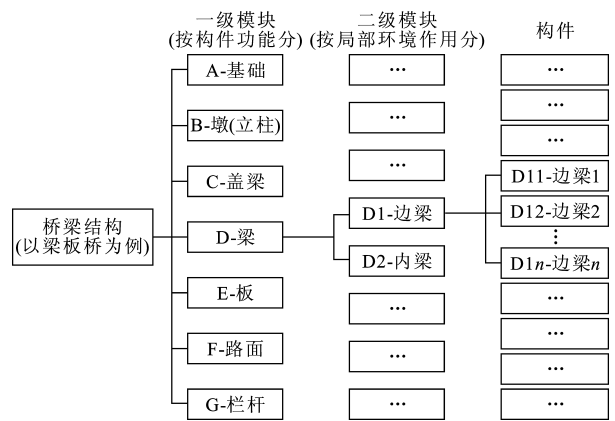 一级模块
(按构件功能分)
二级模块
(按局部环境作用分)
构件
桥梁结构
(以梁板桥为例)
A-基础
B-墩(立柱)
C-盖梁
D-梁
E-板
F-路面
G-栏杆
…
…
…
D1-边梁
D2-内梁
…
…
…
…
…
…
D11-边梁1
D12-边梁2
⋮
D1n-边梁n
…
…
…